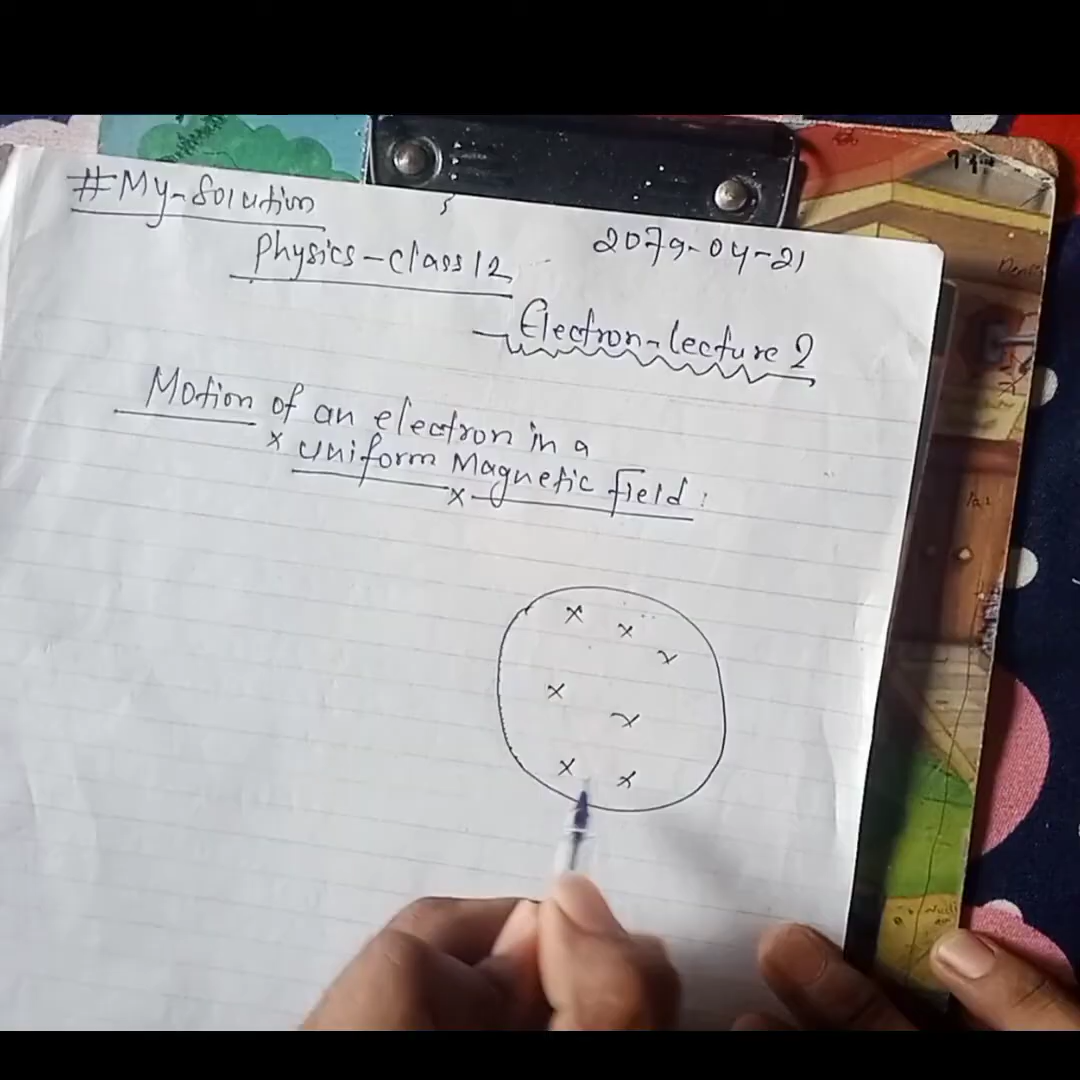 #My-Solution
Physics-class 12
2079-04-21
Electron-lecture 2
Motion of an electron in a
uniform Magnetic field:
x x x
x x
x x